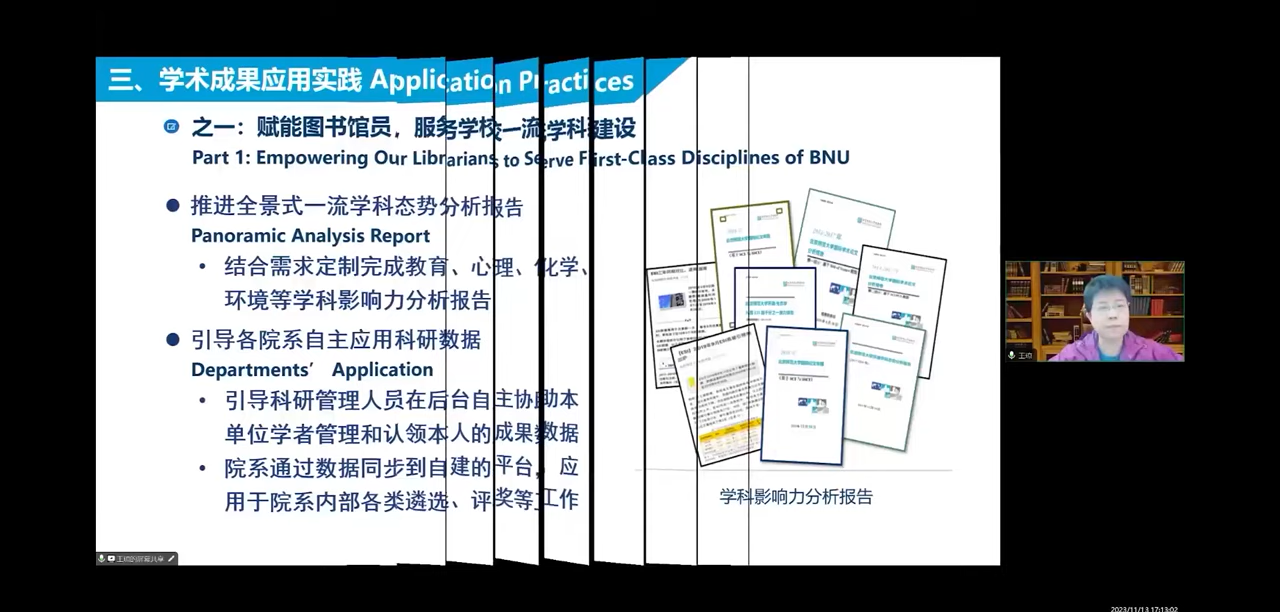 三、学术成果应用实践 Application Practices
之一：赋能图书馆员，服务学校一流学科建设
Part 1: Empowering Our Librarians to Serve First-Class Disciplines of BNU
推进全景式一流学科态势分析报告
Panoramic Analysis Report
结合需求定制完成教育、心理、化学、
环境等学科影响力分析报告
引导各院系自主应用科研数据
Departments’ Application
引导科研管理人员在后台自主协助本
单位学者管理和认领本人的成果数据
院系通过数据同步到自建的平台，应
用于院系内部各类遴选、评奖等工作
学科影响力分析报告
2023/11/13 17:13:02